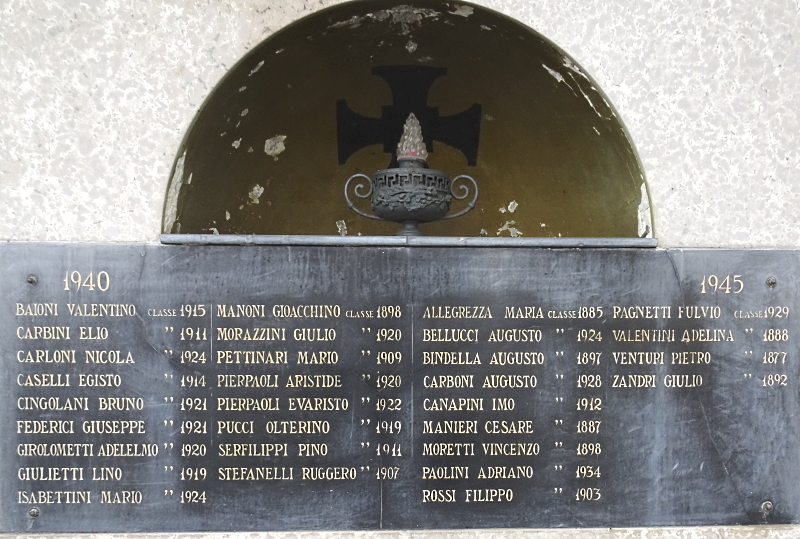 1940
1945
BAIONI VALENTINO CLASSE 1915
CARBINI ELIO " 1911
CARLONI NICOLA " 1924
CASELLI EGISTO " 1914
CINGOLANI BRUNO " 1921
FEDERICI GIUSEPPE " 1921
GIROLOMETTI ADELELMO " 1920
GIULIETTI LINO " 1919
ISABETTINI MARIO " 1924
MANONI GIOACCHINO CLASSE 1898
MORAZZINI GIULIO " 1920
PETTINARI MARIO " 1909
PIERPAOLI ARISTIDE " 1920
PIERPAOLI EVARISTO " 1922
PUCCI OLTERINO " 1919
SERFILIPPI PINO " 1911
STEFANELLI RUGGERO " 1907
ALLEGREZZA MARIA CLASSE 1885
BELLUCCI AUGUSTO " 1924
BINDELLA AUGUSTO " 1897
CARBONI AUGUSTO " 1928
CANAPINI IMO " 1912
MANIERI CESARE " 1887
MORETTI VINCENZO " 1898
PAOLINI ADRIANO " 1934
ROSSI FILIPPO " 1903
PAGNETTI FULVIO CLASSE 1929
VALENTINI ADELINA " 1888
VENTURI PIETRO " 1877
ZANDRI GIULIO " 1892